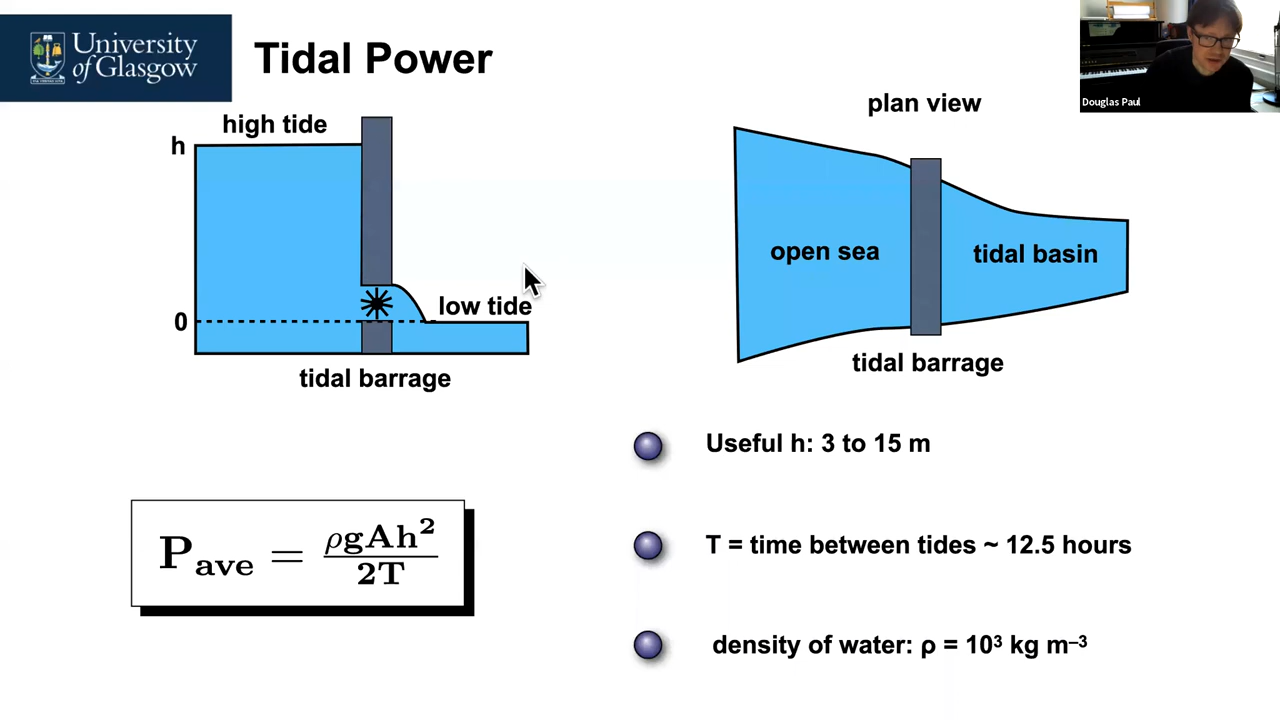 University
of Glasgow
Tidal Power
Douglas Paul
high tide
h
0
low tide
tidal barrage
plan view
open sea
tidal basin
tidal barrage
P_ave = ρgAh² / 2T
Useful h: 3 to 15 m
T = time between tides ~ 12.5 hours
density of water: ρ = 10³ kg m⁻³